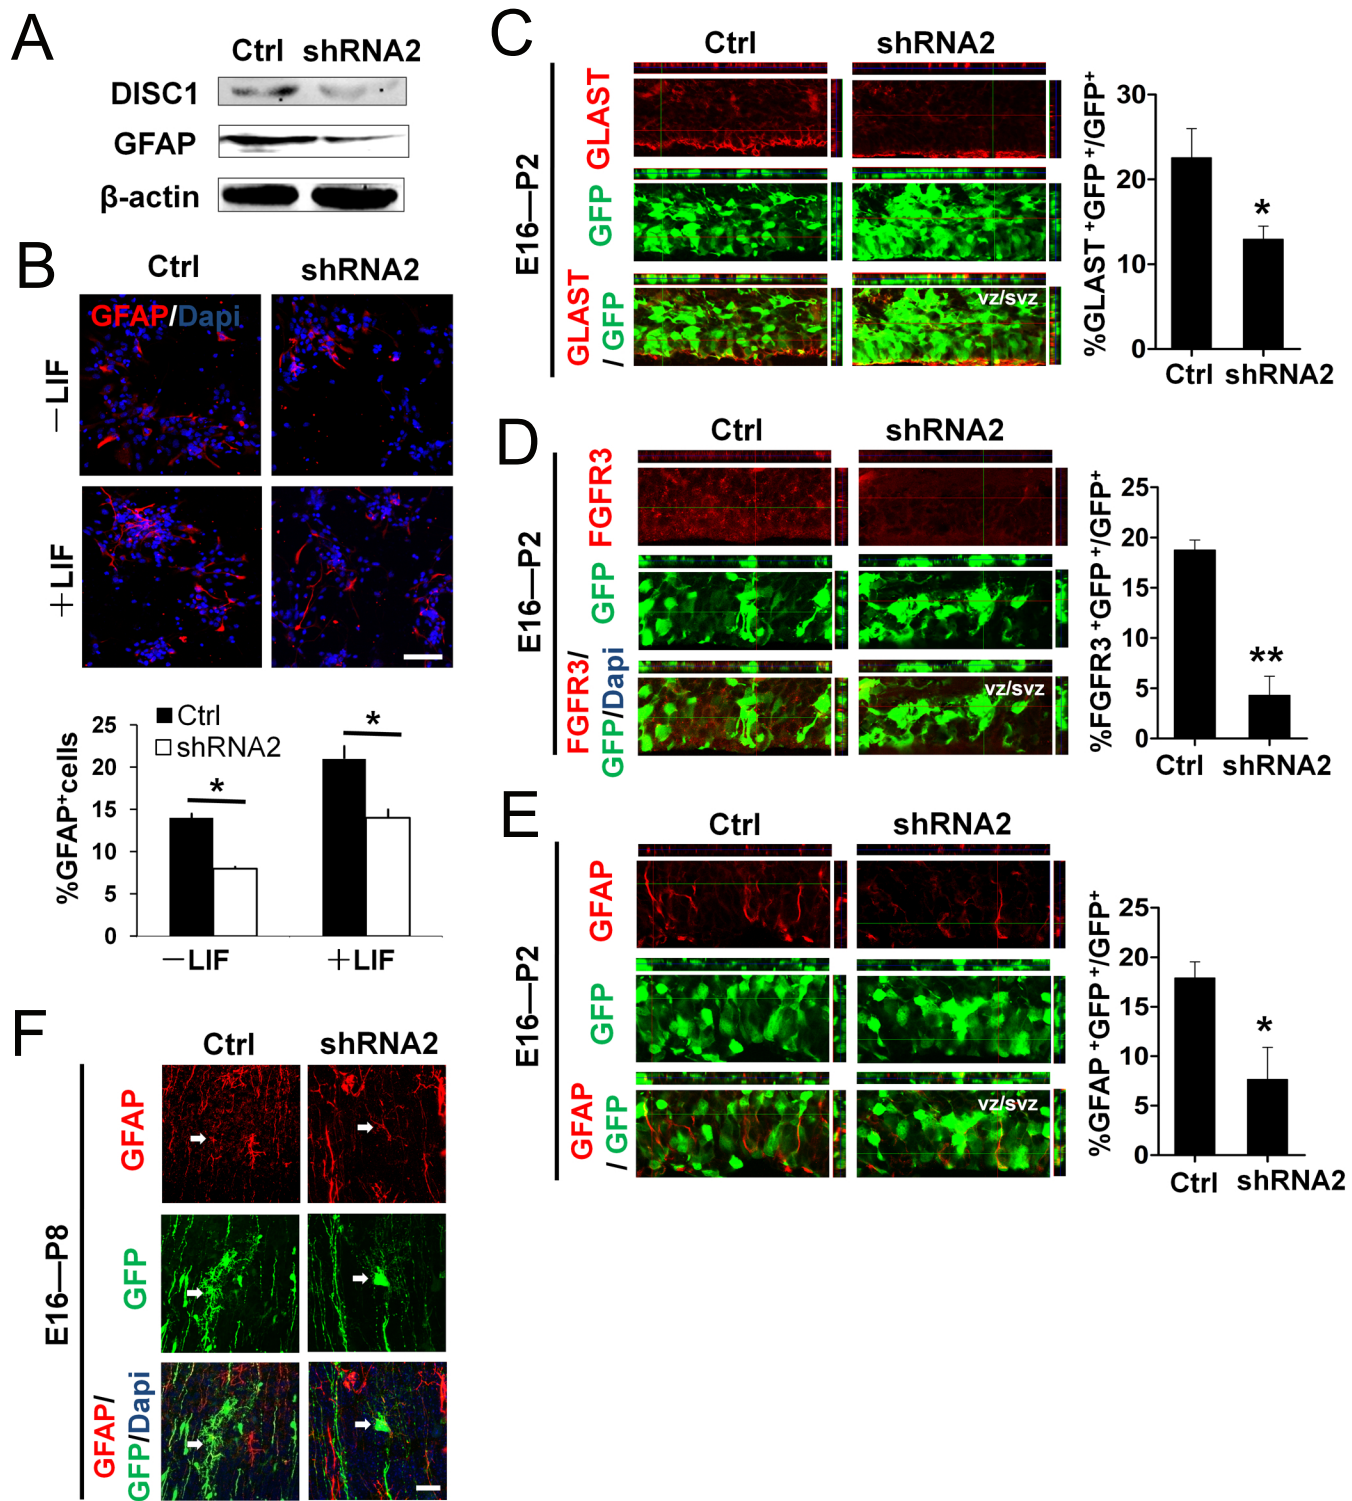 A
Ctrl shRNA2
DISC1
GFAP
β-actin
B
Ctrl shRNA2
GFAP/Dapi
—LIF
+LIF
%GFAP+cells
25
20
15
10
5
0
Ctrl
shRNA2
*
*
—LIF +LIF
C
Ctrl shRNA2
E16—P2
GLAST
GFP
GLAST
/ GFP
vz/svz
%GLAST +GFP +/GFP+
30
20
10
0
*
Ctrl shRNA2
D
Ctrl shRNA2
E16—P2
FGFR3
GFP
FGFR3/
GFP/Dapi
vz/svz
%FGFR3 +GFP +/GFP+
25
20
15
10
5
0
**
Ctrl shRNA2
E
Ctrl shRNA2
E16—P2
GFAP
GFP
GFAP
/ GFP
vz/svz
%GFAP +GFP +/GFP+
25
20
15
10
5
0
*
Ctrl shRNA2
F
Ctrl shRNA2
E16—P8
GFAP
GFP
GFAP/
GFP/Dapi